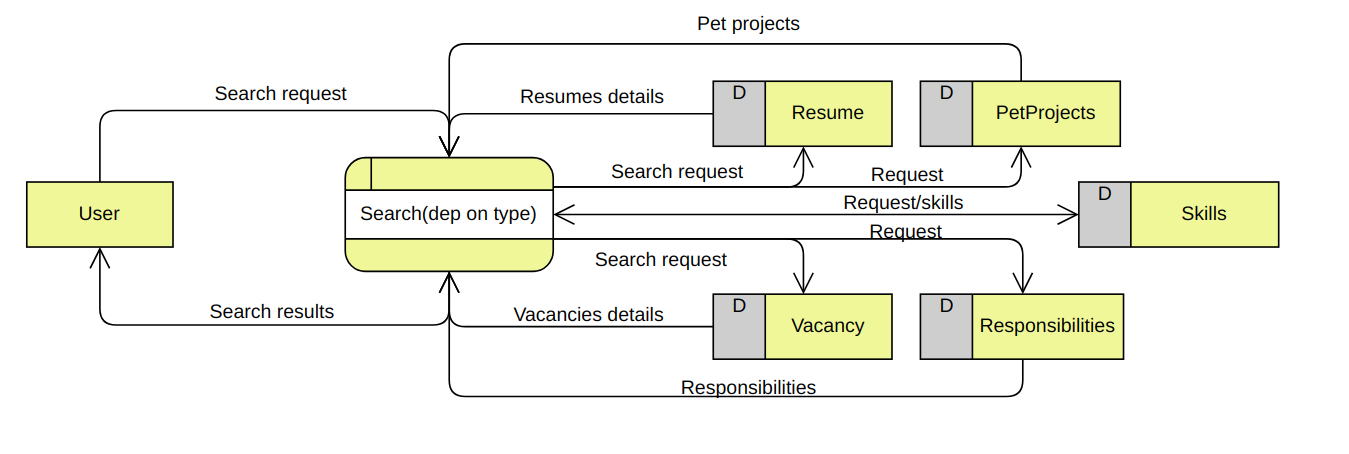 Pet projects
Search request
Resumes details
D
Resume
D
PetProjects
Search request
Request
User
Search(dep on type)
Request/skills
D
Skills
Request
Search request
Search results
Vacancies details
D
Vacancy
D
Responsibilities
Responsibilities